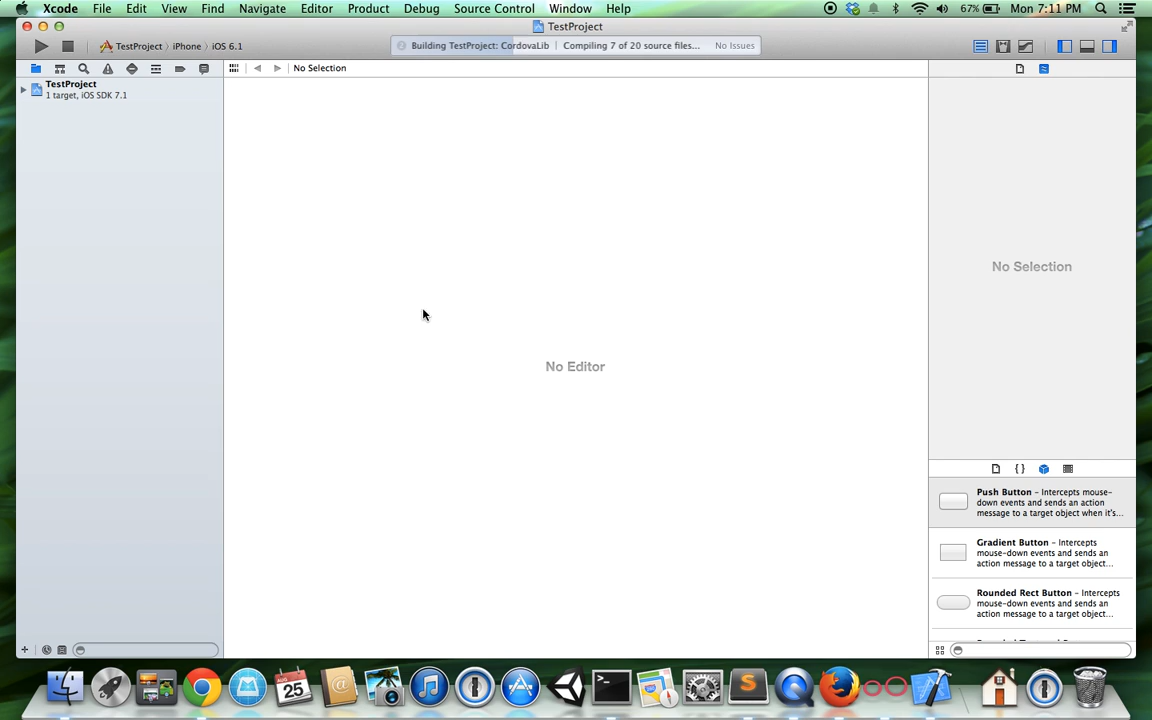 Xcode File Edit View Find Navigate Editor Product Debug Source Control Window Help 67% Mon 7:11 PM
TestProject
TestProject 〉 iPhone 〉 iOS 6.1
2 Building TestProject: CordovaLib | Compiling 7 of 20 source files... No Issues
No Selection
TestProject
1 target, iOS SDK 7.1
No Selection
No Editor
{ }
Push Button – Intercepts mouse-
down events and sends an action
message to a target object when it's...
Gradient Button – Intercepts
mouse-down events and sends an
action message to a target object...
Rounded Rect Button – Intercepts
mouse-down events and sends an
action message to a target object...
AUG
25